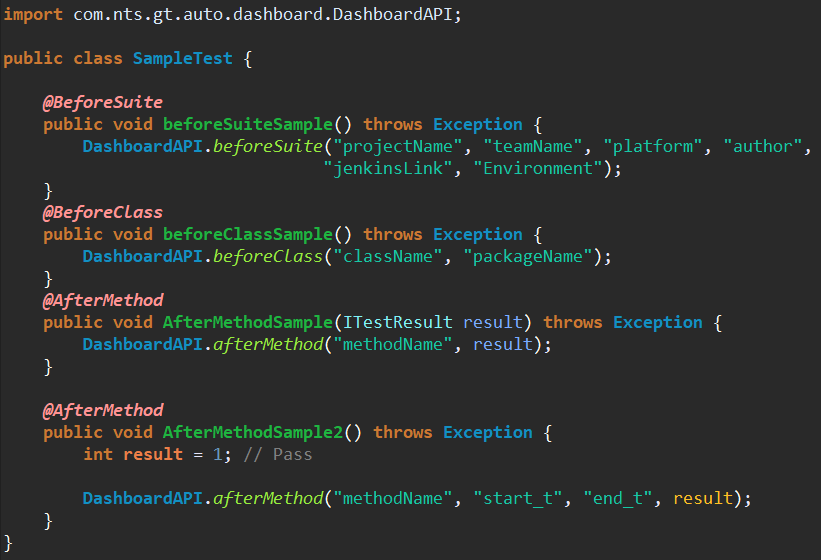 import com.nts.gt.auto.dashboard.DashboardAPI;
public class SampleTest {
@BeforeSuite
public void beforeSuiteSample() throws Exception {
DashboardAPI.beforeSuite("projectName", "teamName", "platform", "author",
"jenkinsLink", "Environment");
}
@BeforeClass
public void beforeClassSample() throws Exception {
DashboardAPI.beforeClass("className", "packageName");
}
@AfterMethod
public void AfterMethodSample(ITestResult result) throws Exception {
DashboardAPI.afterMethod("methodName", result);
}
@AfterMethod
public void AfterMethodSample2() throws Exception {
int result = 1; // Pass
DashboardAPI.afterMethod("methodName", "start_t", "end_t", result);
}
}